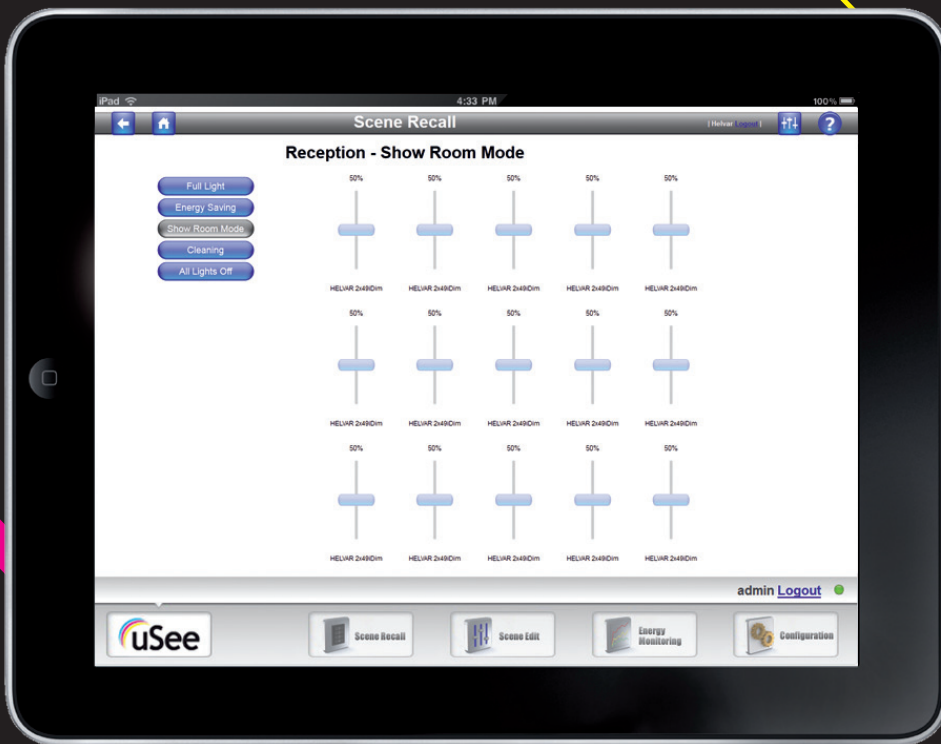 iPad 4:33 PM 100%
Scene Recall [ Helvar Logout ] ?
Reception - Show Room Mode
Full Light
Energy Saving
Show Room Mode
Cleaning
All Lights Off
50% 50% 50% 50% 50%
HELVAR 2x49iDim HELVAR 2x49iDim HELVAR 2x49iDim HELVAR 2x49iDim HELVAR 2x49iDim
50% 50% 50% 50% 50%
HELVAR 2x49iDim HELVAR 2x49iDim HELVAR 2x49iDim HELVAR 2x49iDim HELVAR 2x49iDim
50% 50% 50% 50% 50%
HELVAR 2x49iDim HELVAR 2x49iDim HELVAR 2x49iDim HELVAR 2x49iDim HELVAR 2x49iDim
admin Logout
uSee
Scene Recall
Scene Edit
Energy
Monitoring
Configuration